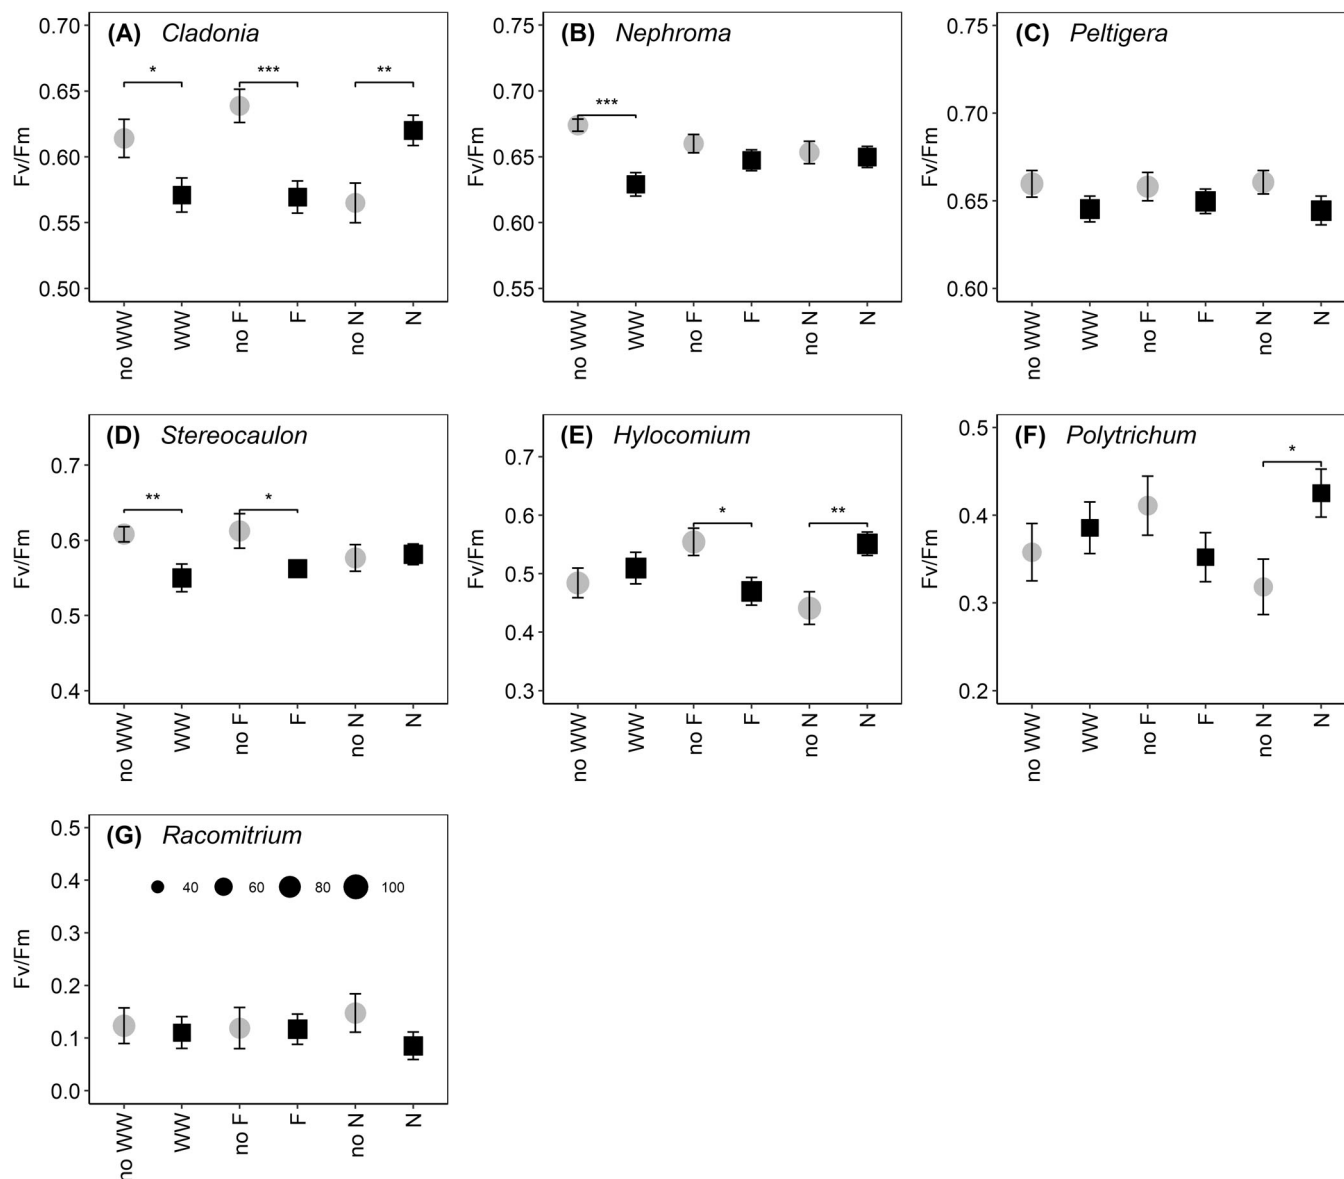 (A) Cladonia
Fv/Fm
0.70
0.65
0.60
0.55
0.50
* *** **
no WW WW no F F no N N
(B) Nephroma
Fv/Fm
0.75
0.70
0.65
0.60
0.55
***
no WW WW no F F no N N
(C) Peltigera
Fv/Fm
0.75
0.70
0.65
0.60
no WW WW no F F no N N
(D) Stereocaulon
Fv/Fm
0.7
0.6
0.5
0.4
** *
no WW WW no F F no N N
(E) Hylocomium
Fv/Fm
0.7
0.6
0.5
0.4
0.3
* **
no WW WW no F F no N N
(F) Polytrichum
Fv/Fm
0.5
0.4
0.3
0.2
*
no WW WW no F F no N N
(G) Racomitrium
40 60 80 100
Fv/Fm
0.5
0.4
0.3
0.2
0.1
0.0
no WW WW no F F no N N